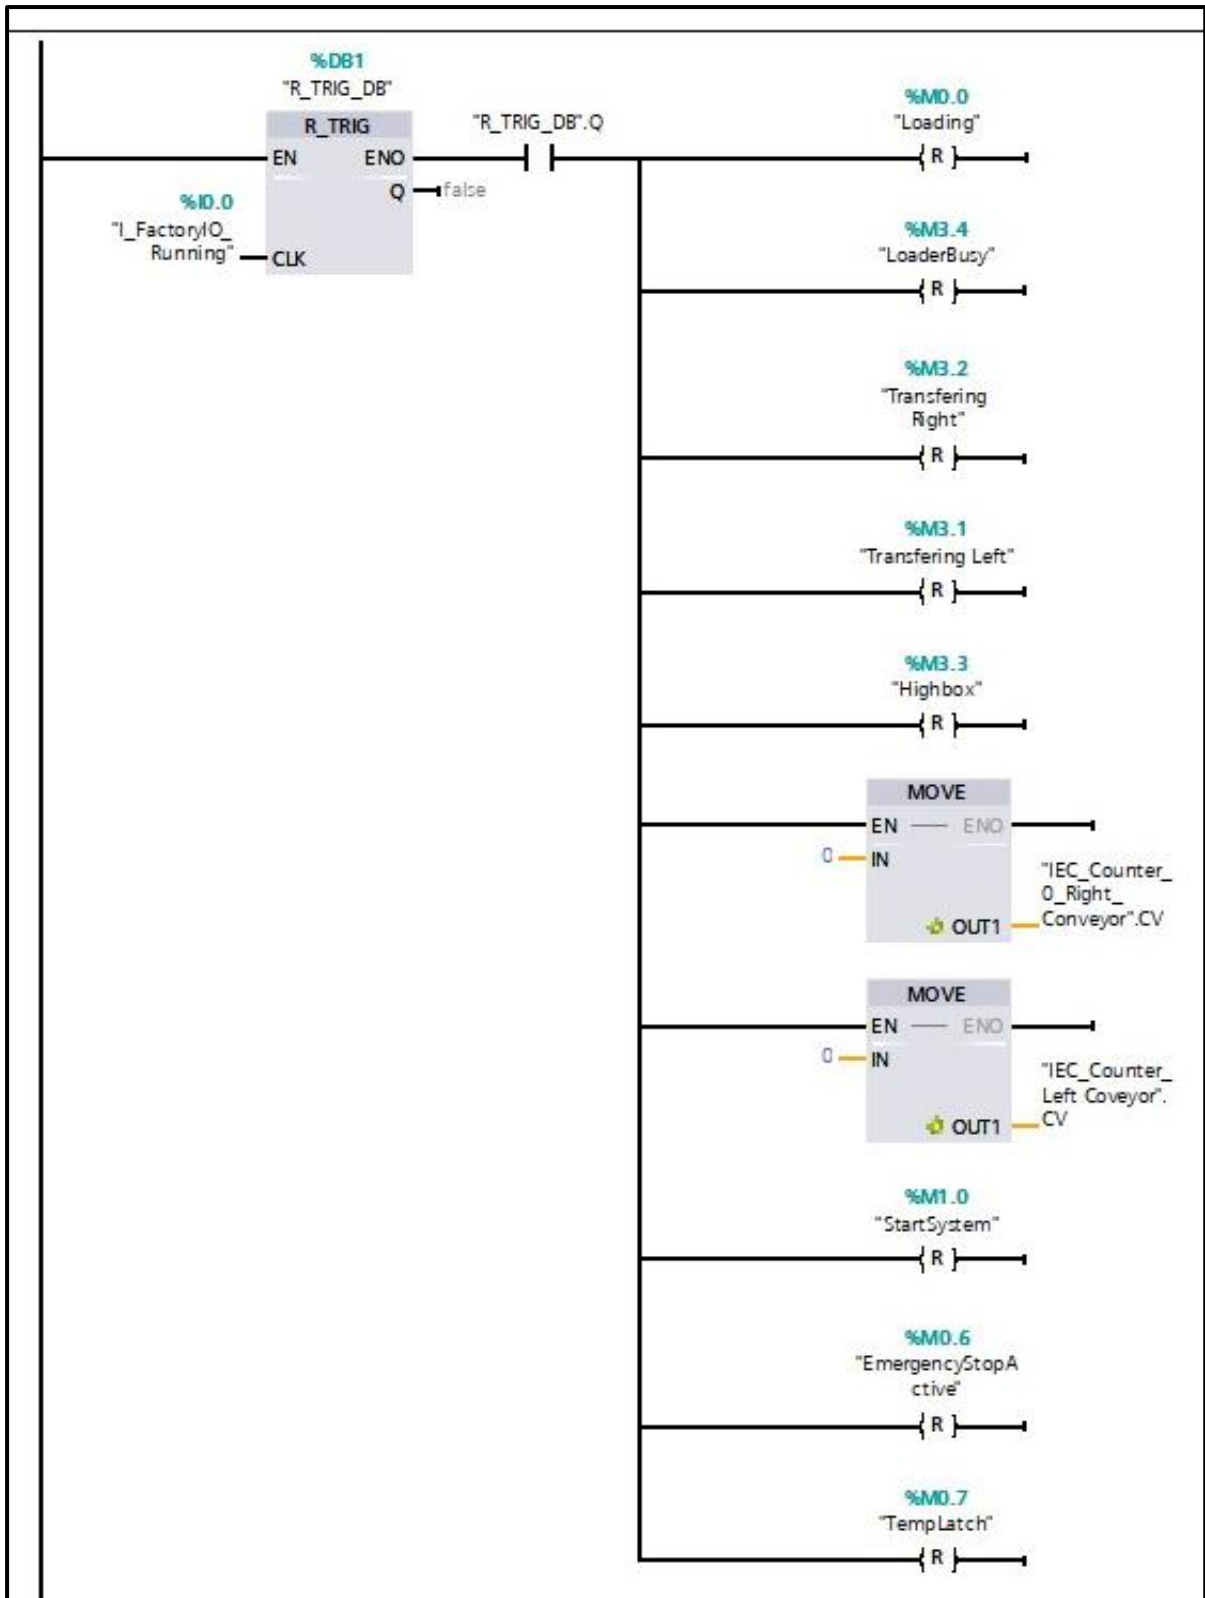 %DB1
"R_TRIG_DB"
R_TRIG
EN ENO
Q false
%I0.0
"I_FactoryIO_
Running" CLK
"R_TRIG_DB".Q
%M0.0
"Loading"
R
%M3.4
"LoaderBusy"
R
%M3.2
"Transfering
Right"
R
%M3.1
"Transfering Left"
R
%M3.3
"Highbox"
R
MOVE
EN ENO
0 IN
OUT1
"IEC_Counter_
0_Right_
Conveyor".CV
MOVE
EN ENO
0 IN
OUT1
"IEC_Counter_
Left Coveyor".
CV
%M1.0
"StartSystem"
R
%M0.6
"EmergencyStopA
ctive"
R
%M0.7
"TempLatch"
R